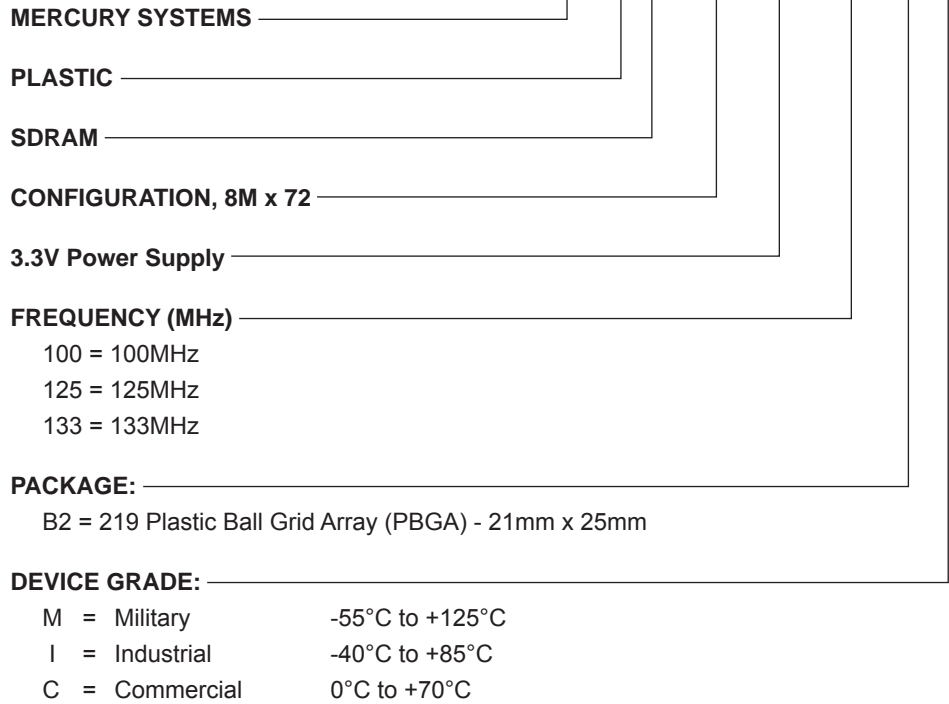 MERCURY SYSTEMS
PLASTIC
SDRAM
CONFIGURATION, 8M x 72
3.3V Power Supply
FREQUENCY (MHz)
100 = 100MHz
125 = 125MHz
133 = 133MHz
PACKAGE:
B2 = 219 Plastic Ball Grid Array (PBGA) - 21mm x 25mm
DEVICE GRADE:
M = Military -55°C to +125°C
I = Industrial -40°C to +85°C
C = Commercial 0°C to +70°C